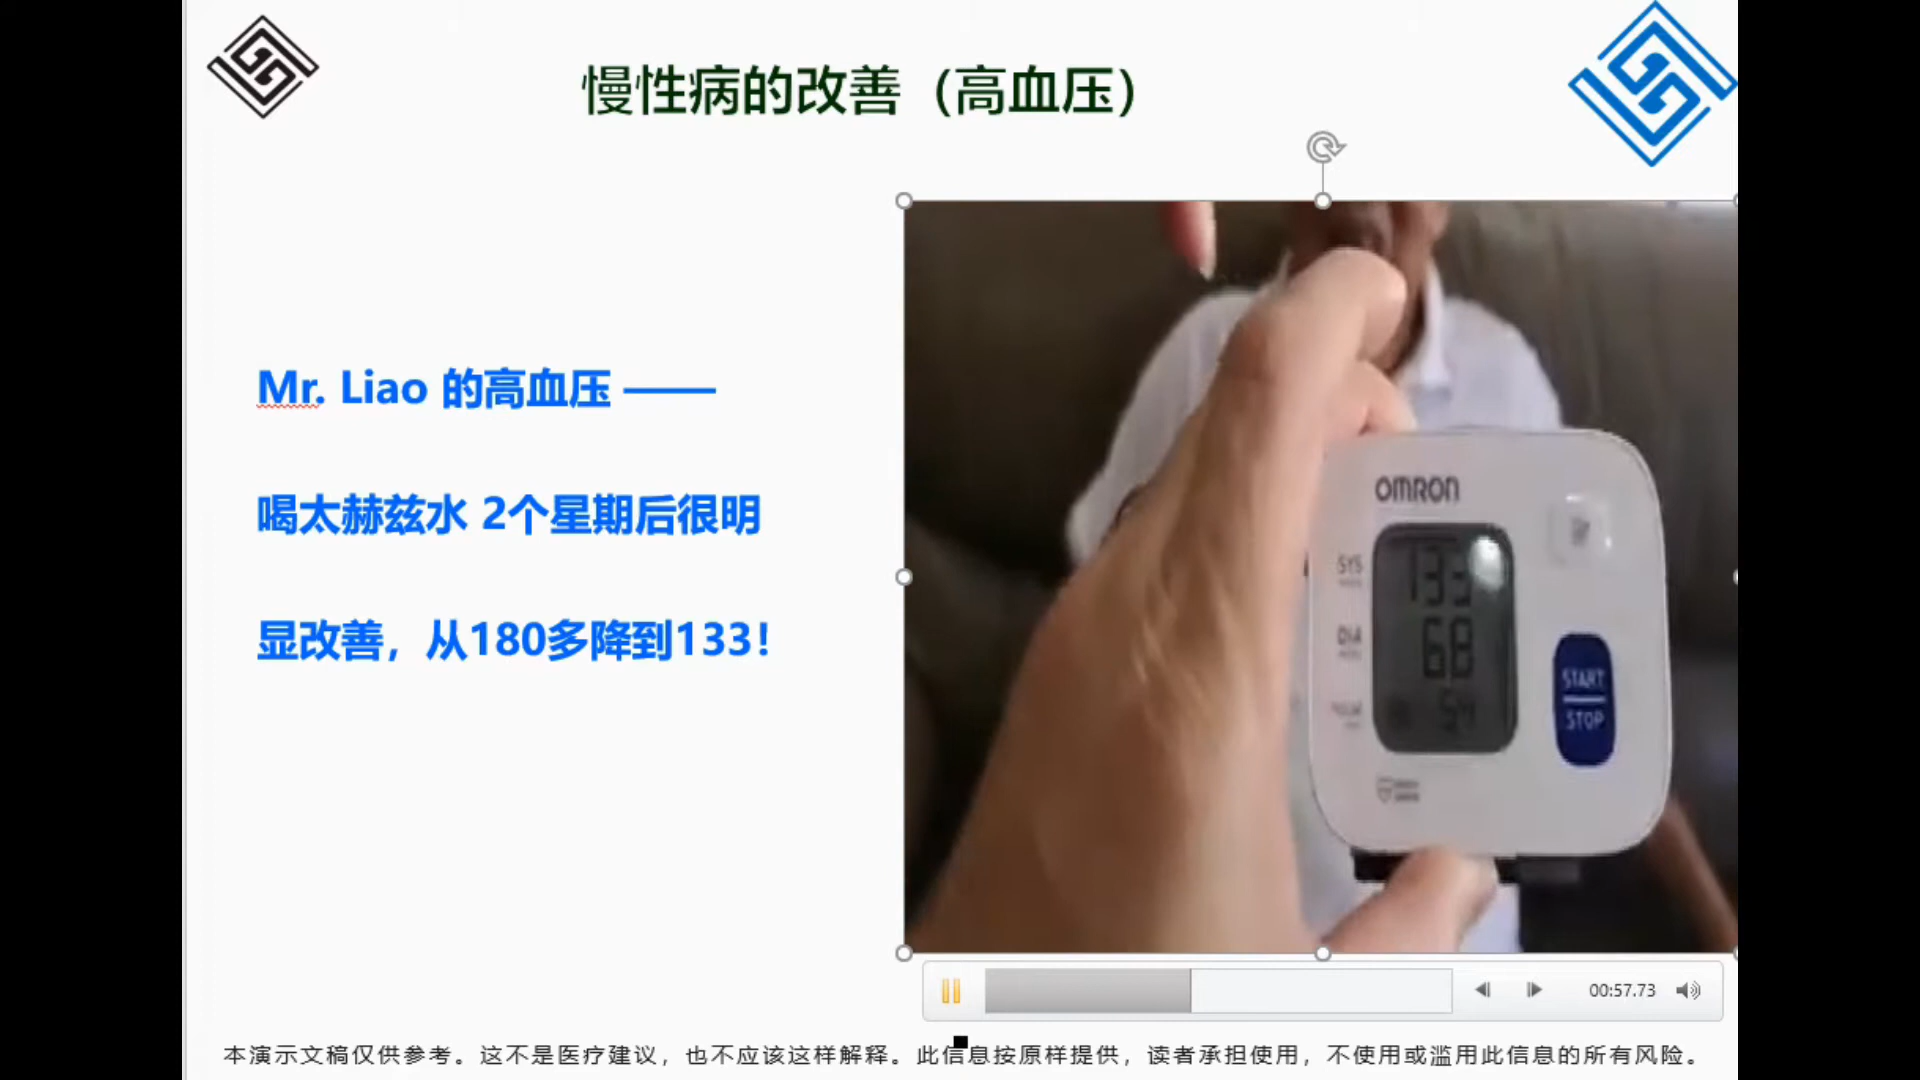 慢性病的改善（高血压）
Mr. Liao 的高血压 ——
喝太赫兹水 2个星期后很明
显改善，从180多降到133！
OMRON
SYS
133
DIA
68
54
START
STOP
00:57.73
本演示文稿仅供参考。这不是医疗建议，也不应该这样解释。此信息按原样提供，读者承担使用，不使用或滥用此信息的所有风险。